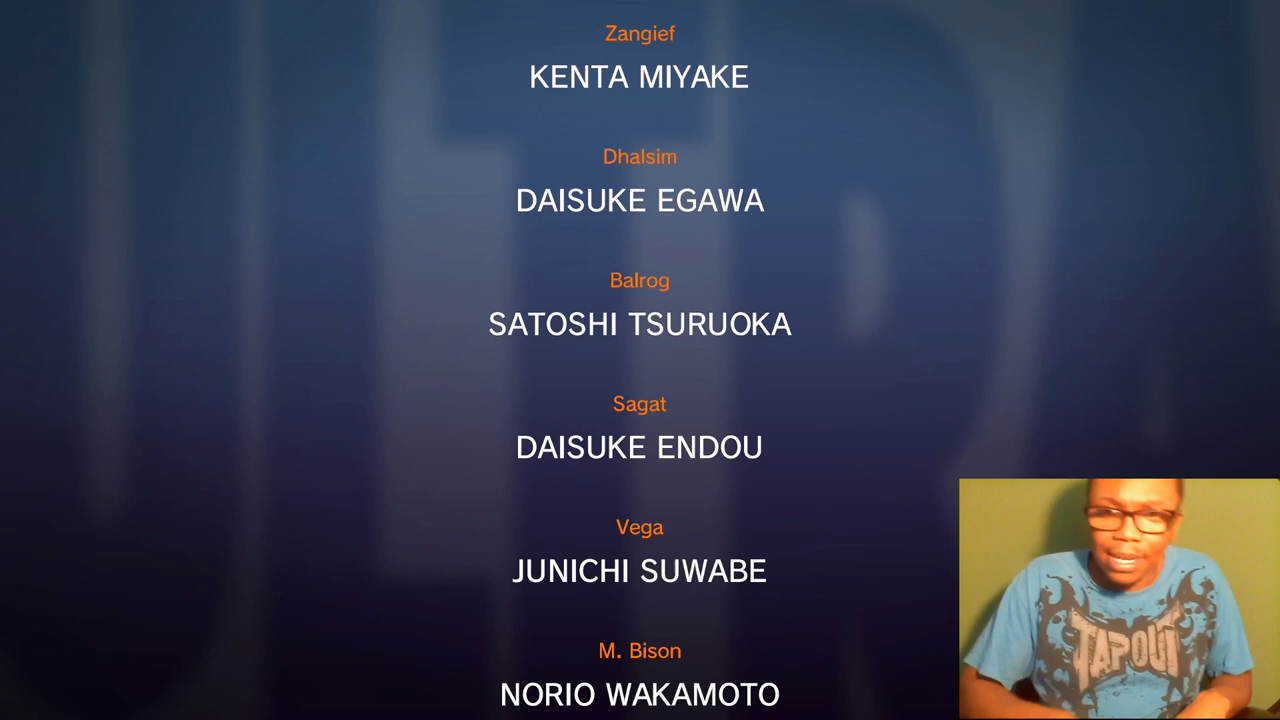 Zangief
KENTA MIYAKE
Dhalsim
DAISUKE EGAWA
Balrog
SATOSHI TSURUOKA
Sagat
DAISUKE ENDOU
Vega
JUNICHI SUWABE
M. Bison
NORIO WAKAMOTO
TAPOUT